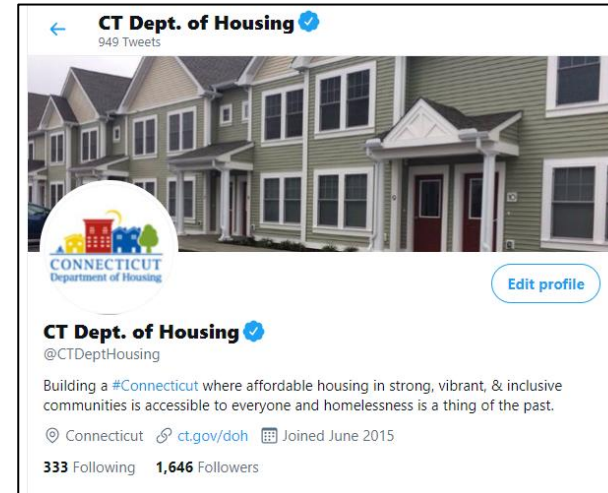 CT Dept. of Housing
949 Tweets
CONNECTICUT
Department of Housing
Edit profile
CT Dept. of Housing
@CTDeptHousing
Building a #Connecticut where affordable housing in strong, vibrant, & inclusive
communities is accessible to everyone and homelessness is a thing of the past.
Connecticut ct.gov/doh Joined June 2015
333 Following 1,646 Followers